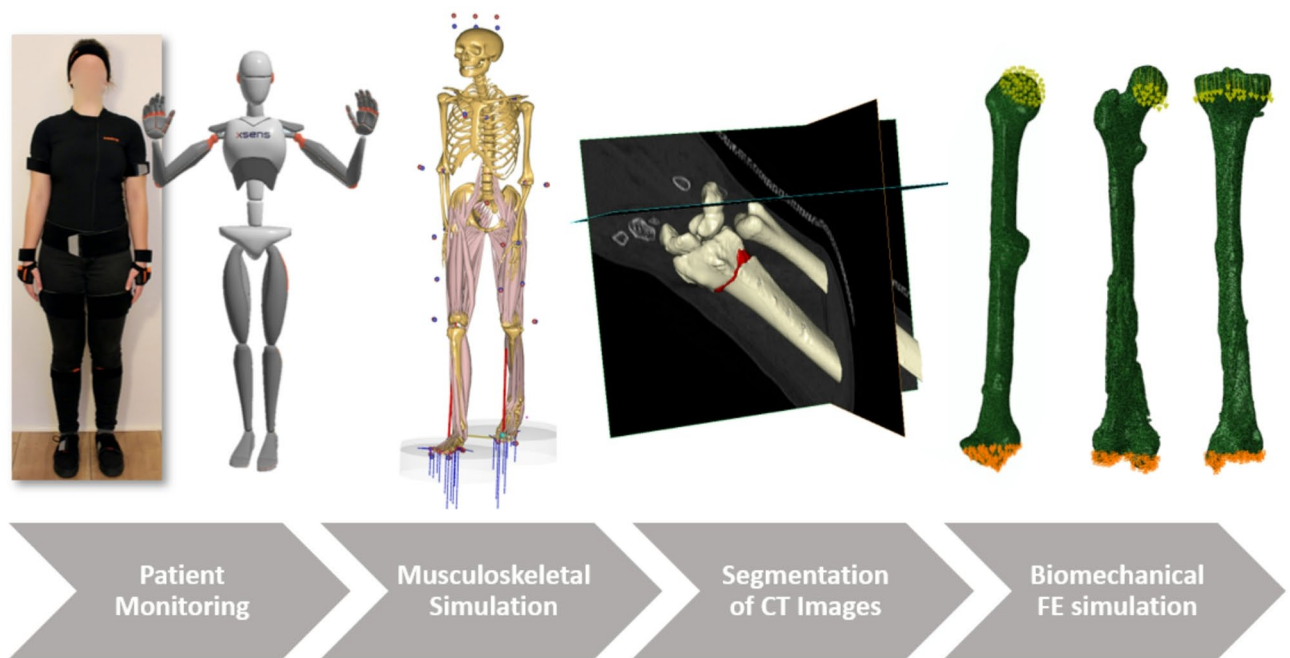 xsens
Patient
Monitoring
Musculoskeletal
Simulation
Segmentation
of CT Images
Biomechanical
FE simulation